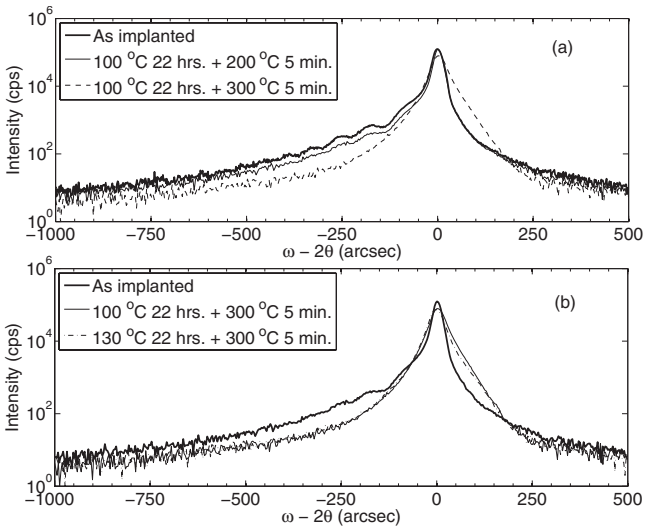 10^6
10^4
10^2
10^0
Intensity (cps)
As implanted
100 °C 22 hrs. + 200 °C 5 min.
100 °C 22 hrs. + 300 °C 5 min.
(a)
−1000 −750 −500 −250 0 250 500
ω − 2θ (arcsec)
10^6
10^4
10^2
10^0
Intensity (cps)
As implanted
100 °C 22 hrs. + 300 °C 5 min.
130 °C 22 hrs. + 300 °C 5 min.
(b)
−1000 −750 −500 −250 0 250 500
ω − 2θ (arcsec)